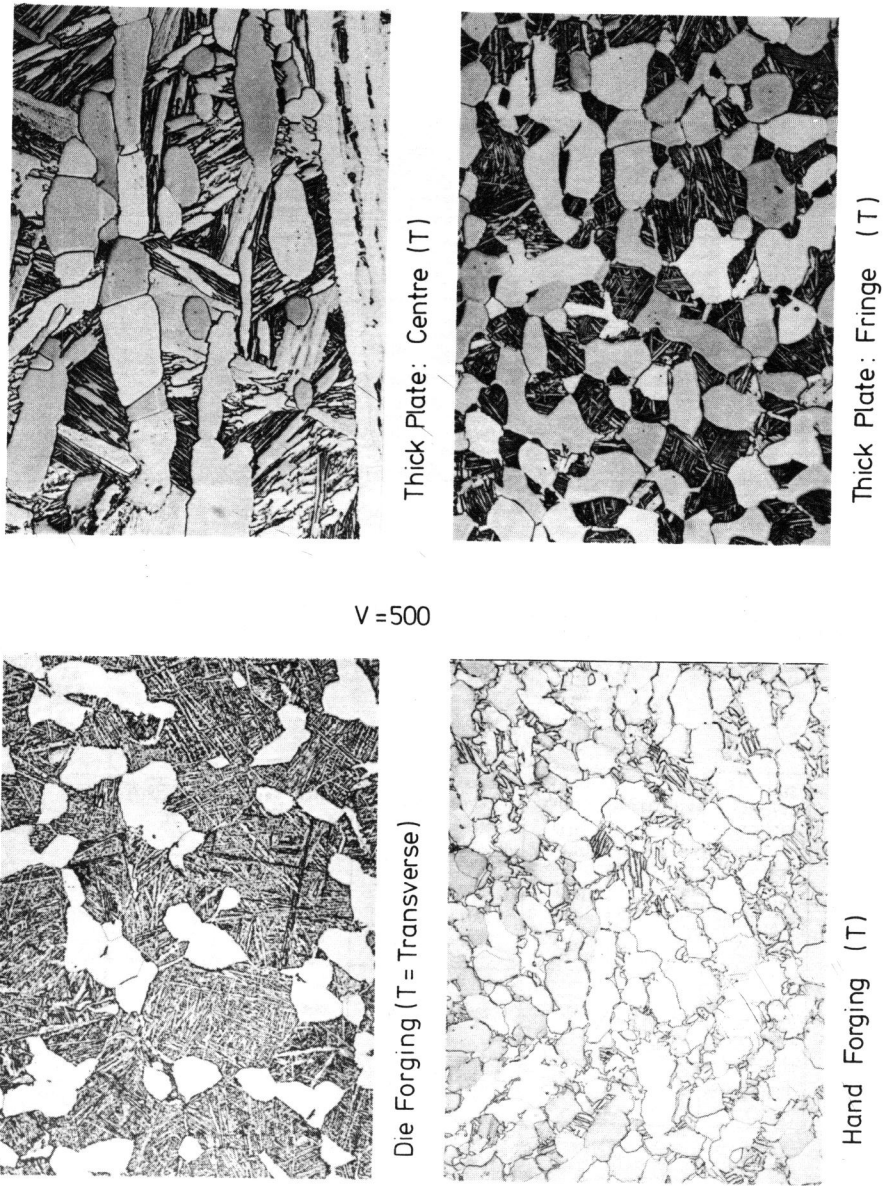 Die Forging (T = Transverse)
Thick Plate: Centre (T)
V = 500
Hand Forging (T)
Thick Plate: Fringe (T)